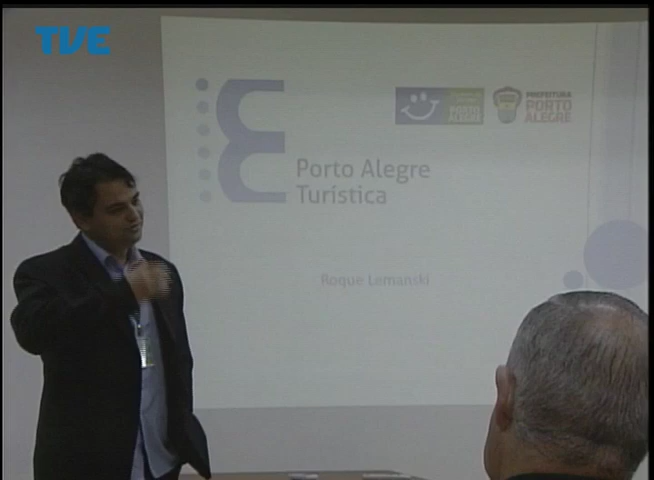 TVE
PREFEITURA
PORTO
ALEGRE
Porto Alegre
Turística
Roque Lemanski